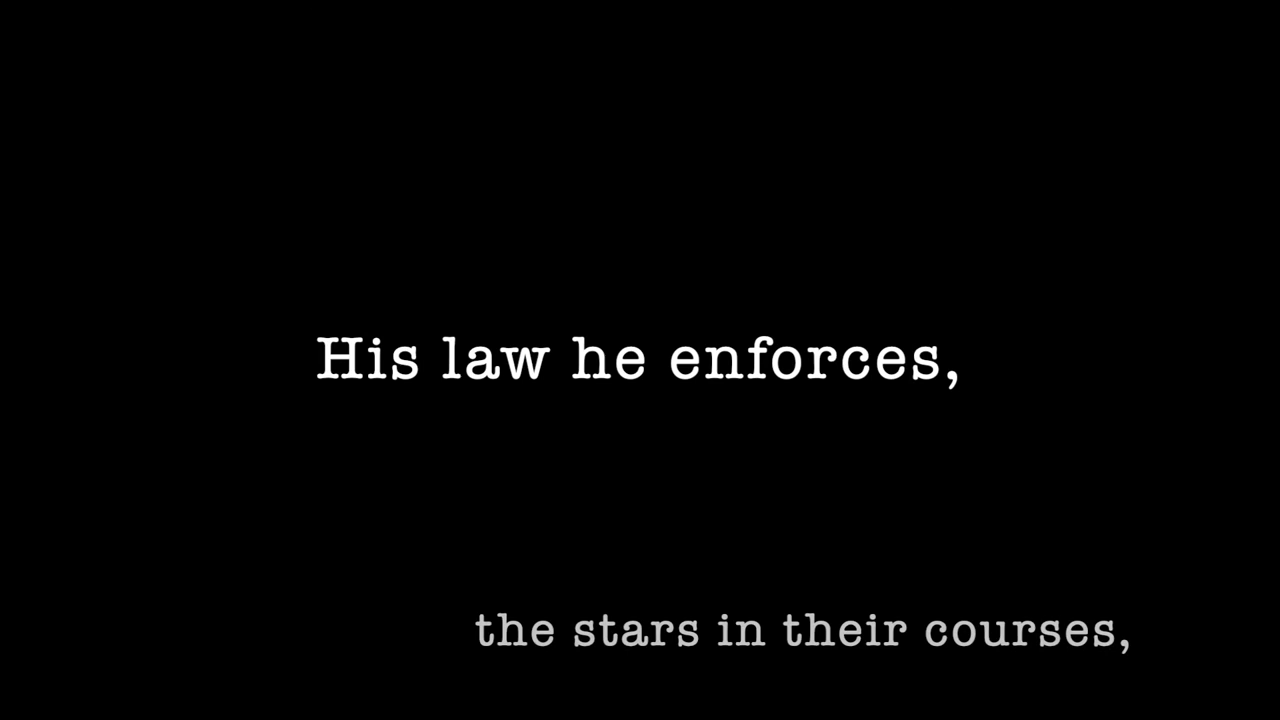 His law he enforces,
the stars in their courses,